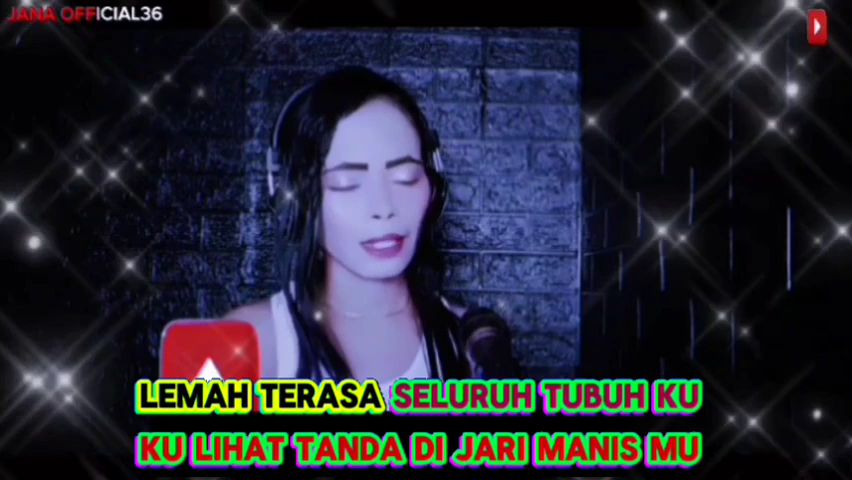 JANA OFFICIAL36
LEMAH TERASA SELURUH TUBUH KU
KU LIHAT TANDA DI JARI MANIS MU